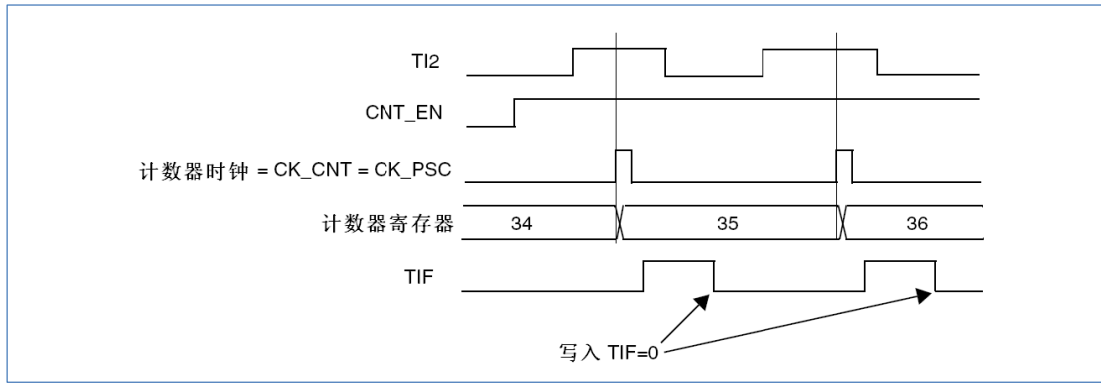 TI2
CNT_EN
计数器时钟 = CK_CNT = CK_PSC
计数器寄存器 34 35 36
TIF
写入 TIF=0